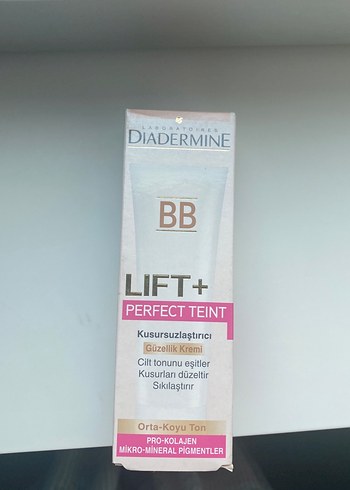 LABORATOIRES
DIADERMINE
BB
LIFT+
PERFECT TEINT
Kusursuzlaştırıcı
Güzellik Kremi
Cilt tonunu eşitler
Kusurları düzeltir
Sıkılaştırır
Orta-Koyu Ton
PRO-KOLAJEN
MİKRO-MİNERAL PİGMENTLER